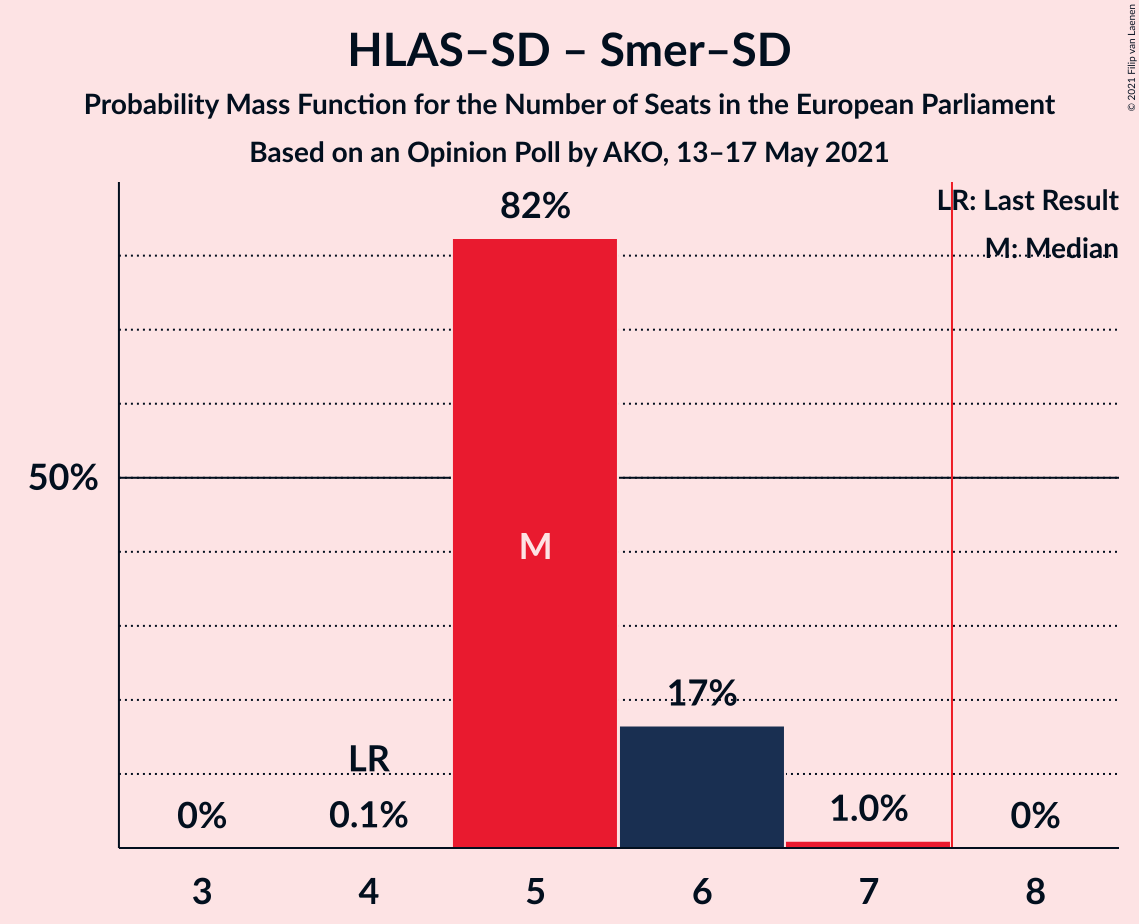 HLAS–SD – Smer–SD
Probability Mass Function for the Number of Seats in the European Parliament
Based on an Opinion Poll by AKO, 13–17 May 2021
© 2021 Filip van Laenen
LR: Last Result
M: Median
82%
50%
M
17%
LR
0%
0.1%
1.0%
0%
3
4
5
6
7
8